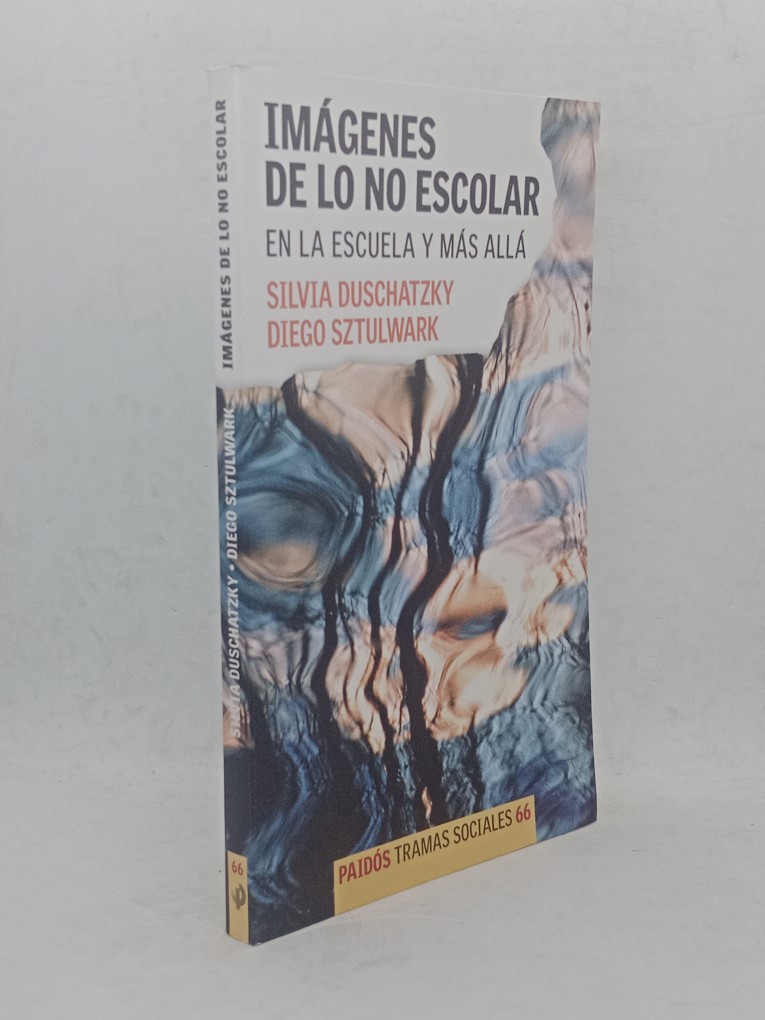 IMÁGENES
DE LO NO ESCOLAR
EN LA ESCUELA Y MÁS ALLÁ
SILVIA DUSCHATZKY
DIEGO SZTULWARK
PAIDÓS TRAMAS SOCIALES 66
IMÁGENES DE LO NO ESCOLAR
SILVIA DUSCHATZKY • DIEGO SZTULWARK
66